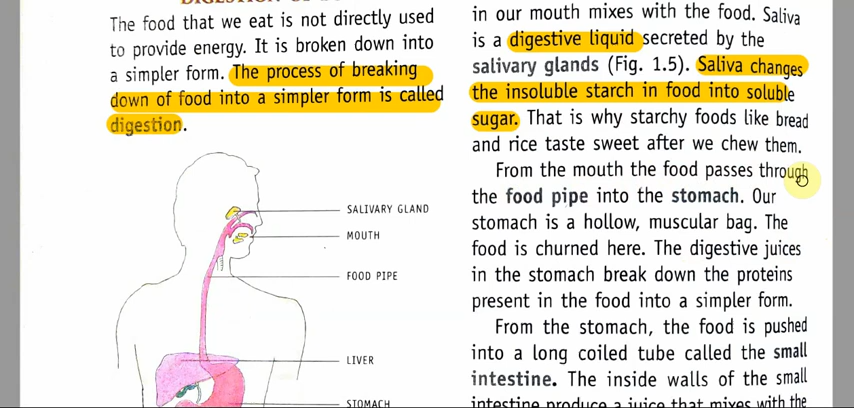 The food that we eat is not directly used
to provide energy. It is broken down into
a simpler form. The process of breaking
down of food into a simpler form is called
digestion.
SALIVARY GLAND
MOUTH
FOOD PIPE
LIVER
STOMACH
in our mouth mixes with the food. Saliva
is a digestive liquid secreted by the
salivary glands (Fig. 1.5). Saliva changes
the insoluble starch in food into soluble
sugar. That is why starchy foods like bread
and rice taste sweet after we chew them.
From the mouth the food passes through
the food pipe into the stomach. Our
stomach is a hollow, muscular bag. The
food is churned here. The digestive juices
in the stomach break down the proteins
present in the food into a simpler form.
From the stomach, the food is pushed
into a long coiled tube called the small
intestine. The inside walls of the small
intestine produce a juice that mixes with the